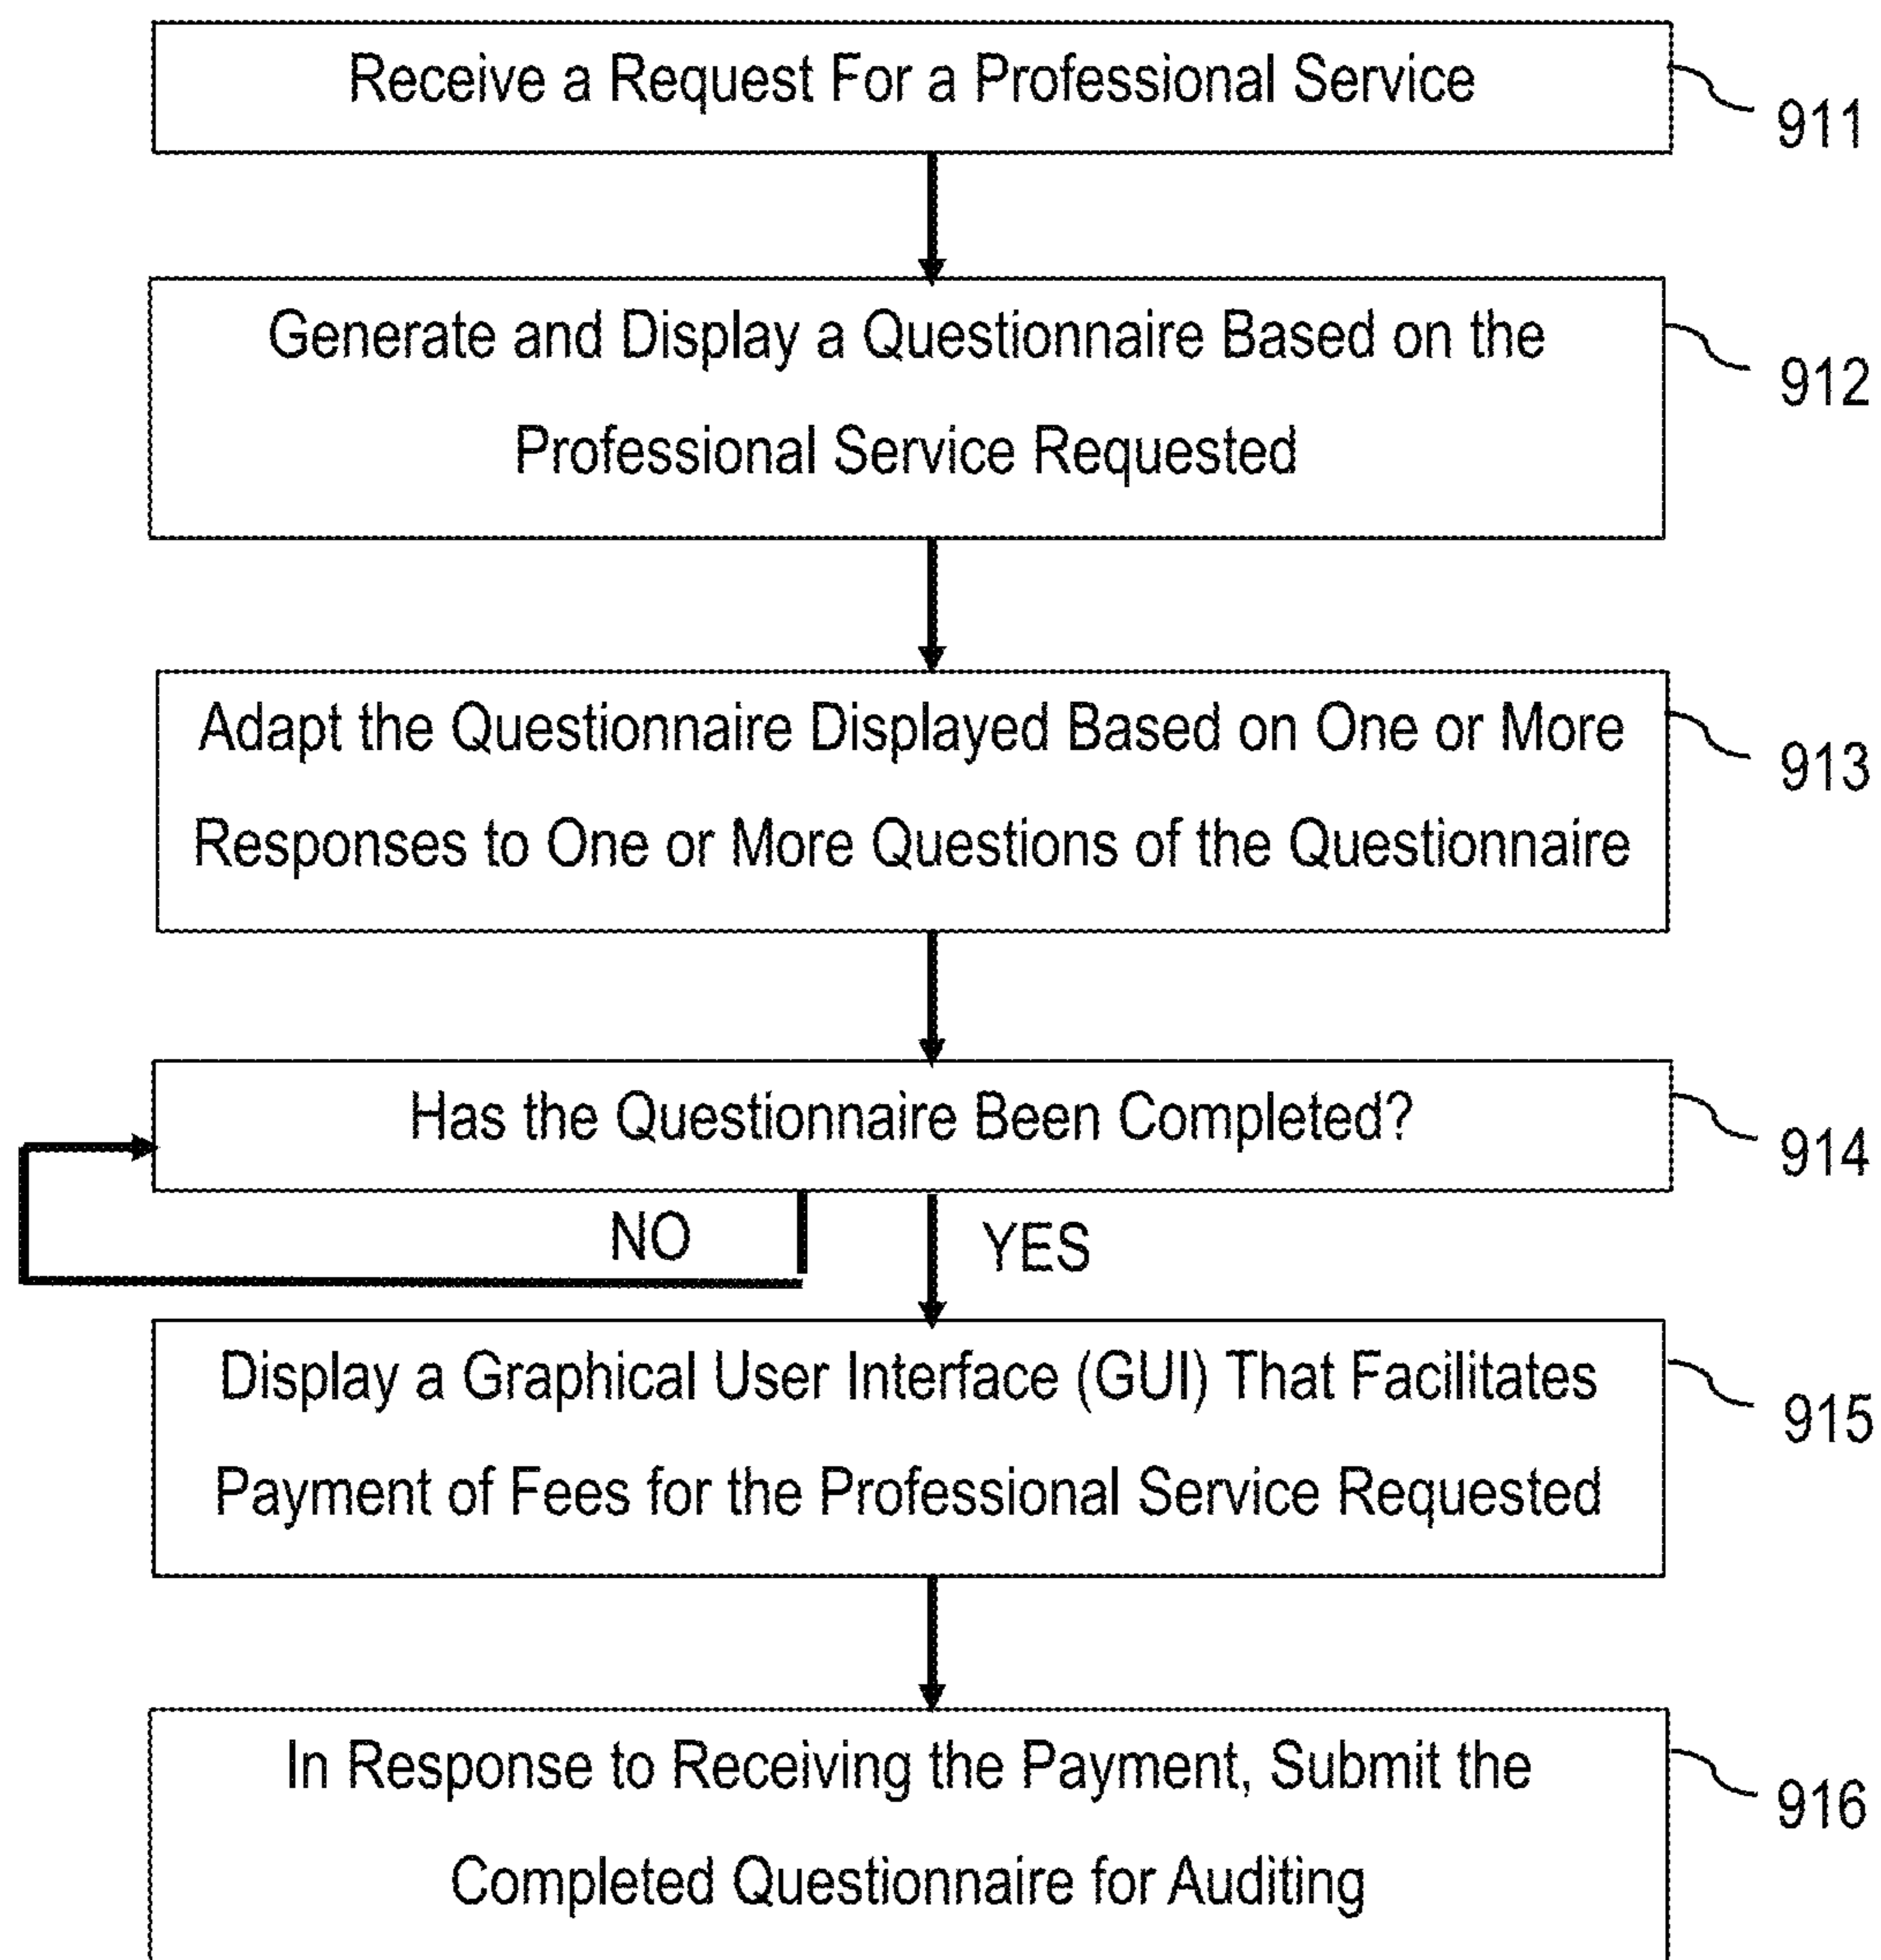 Receive a Request For a Professional Service
911
Generate and Display a Questionnaire Based on the
Professional Service Requested
912
Adapt the Questionnaire Displayed Based on One or More
Responses to One or More Questions of the Questionnaire
913
Has the Questionnaire Been Completed?
914
NO
YES
Display a Graphical User Interface (GUI) That Facilitates
Payment of Fees for the Professional Service Requested
915
In Response to Receiving the Payment, Submit the
Completed Questionnaire for Auditing
916